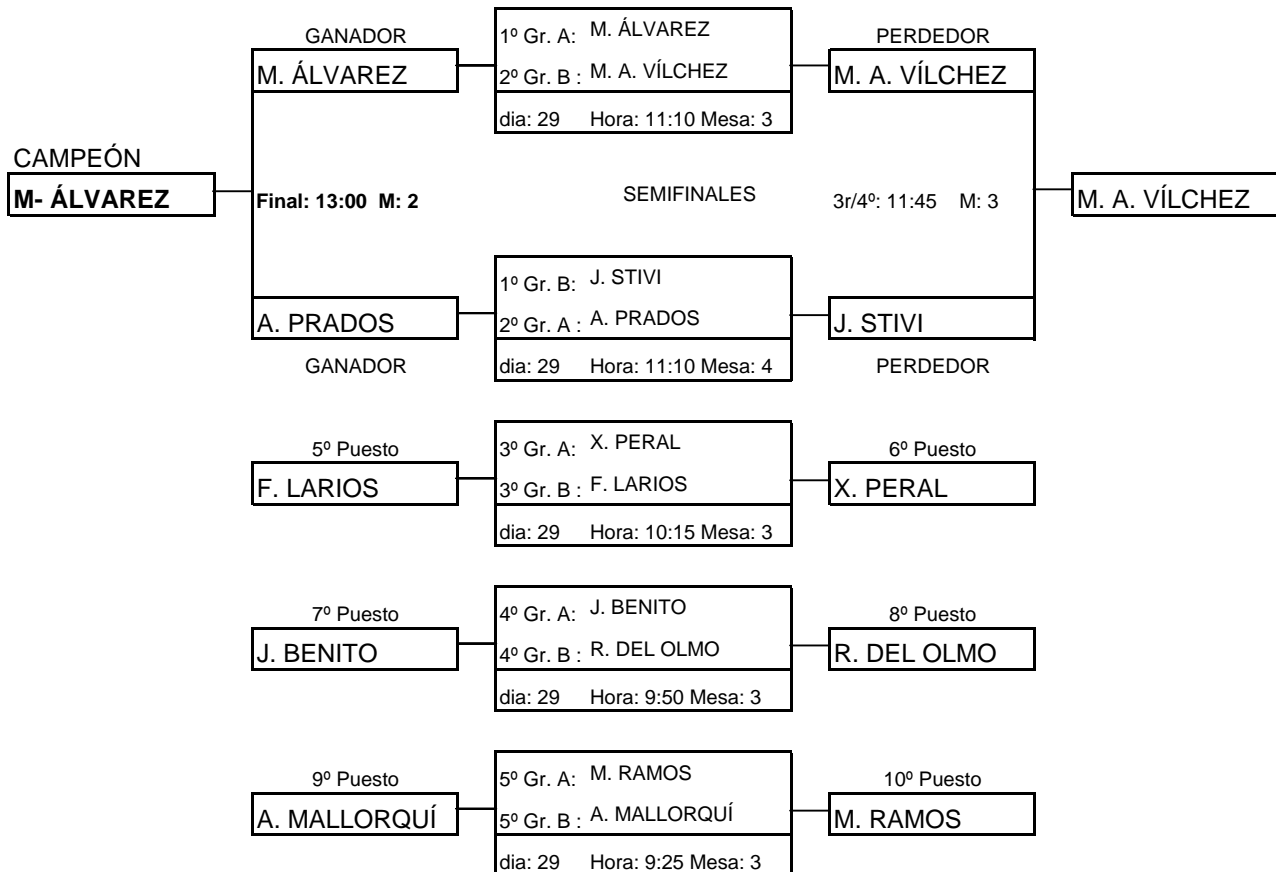 GANADOR
1º Gr. A: M. ÁLVAREZ
PERDEDOR
M. ÁLVAREZ
2º Gr. B : M. A. VÍLCHEZ
M. A. VÍLCHEZ
dia: 29 Hora: 11:10 Mesa: 3
CAMPEÓN
M- ÁLVAREZ
Final: 13:00 M: 2
SEMIFINALES
3r/4º: 11:45 M: 3
M. A. VÍLCHEZ
1º Gr. B: J. STIVI
A. PRADOS
2º Gr. A : A. PRADOS
J. STIVI
GANADOR
dia: 29 Hora: 11:10 Mesa: 4
PERDEDOR
5º Puesto
3º Gr. A: X. PERAL
6º Puesto
F. LARIOS
3º Gr. B : F. LARIOS
X. PERAL
dia: 29 Hora: 10:15 Mesa: 3
7º Puesto
4º Gr. A: J. BENITO
8º Puesto
J. BENITO
4º Gr. B : R. DEL OLMO
R. DEL OLMO
dia: 29 Hora: 9:50 Mesa: 3
9º Puesto
5º Gr. A: M. RAMOS
10º Puesto
A. MALLORQUÍ
5º Gr. B : A. MALLORQUÍ
M. RAMOS
dia: 29 Hora: 9:25 Mesa: 3